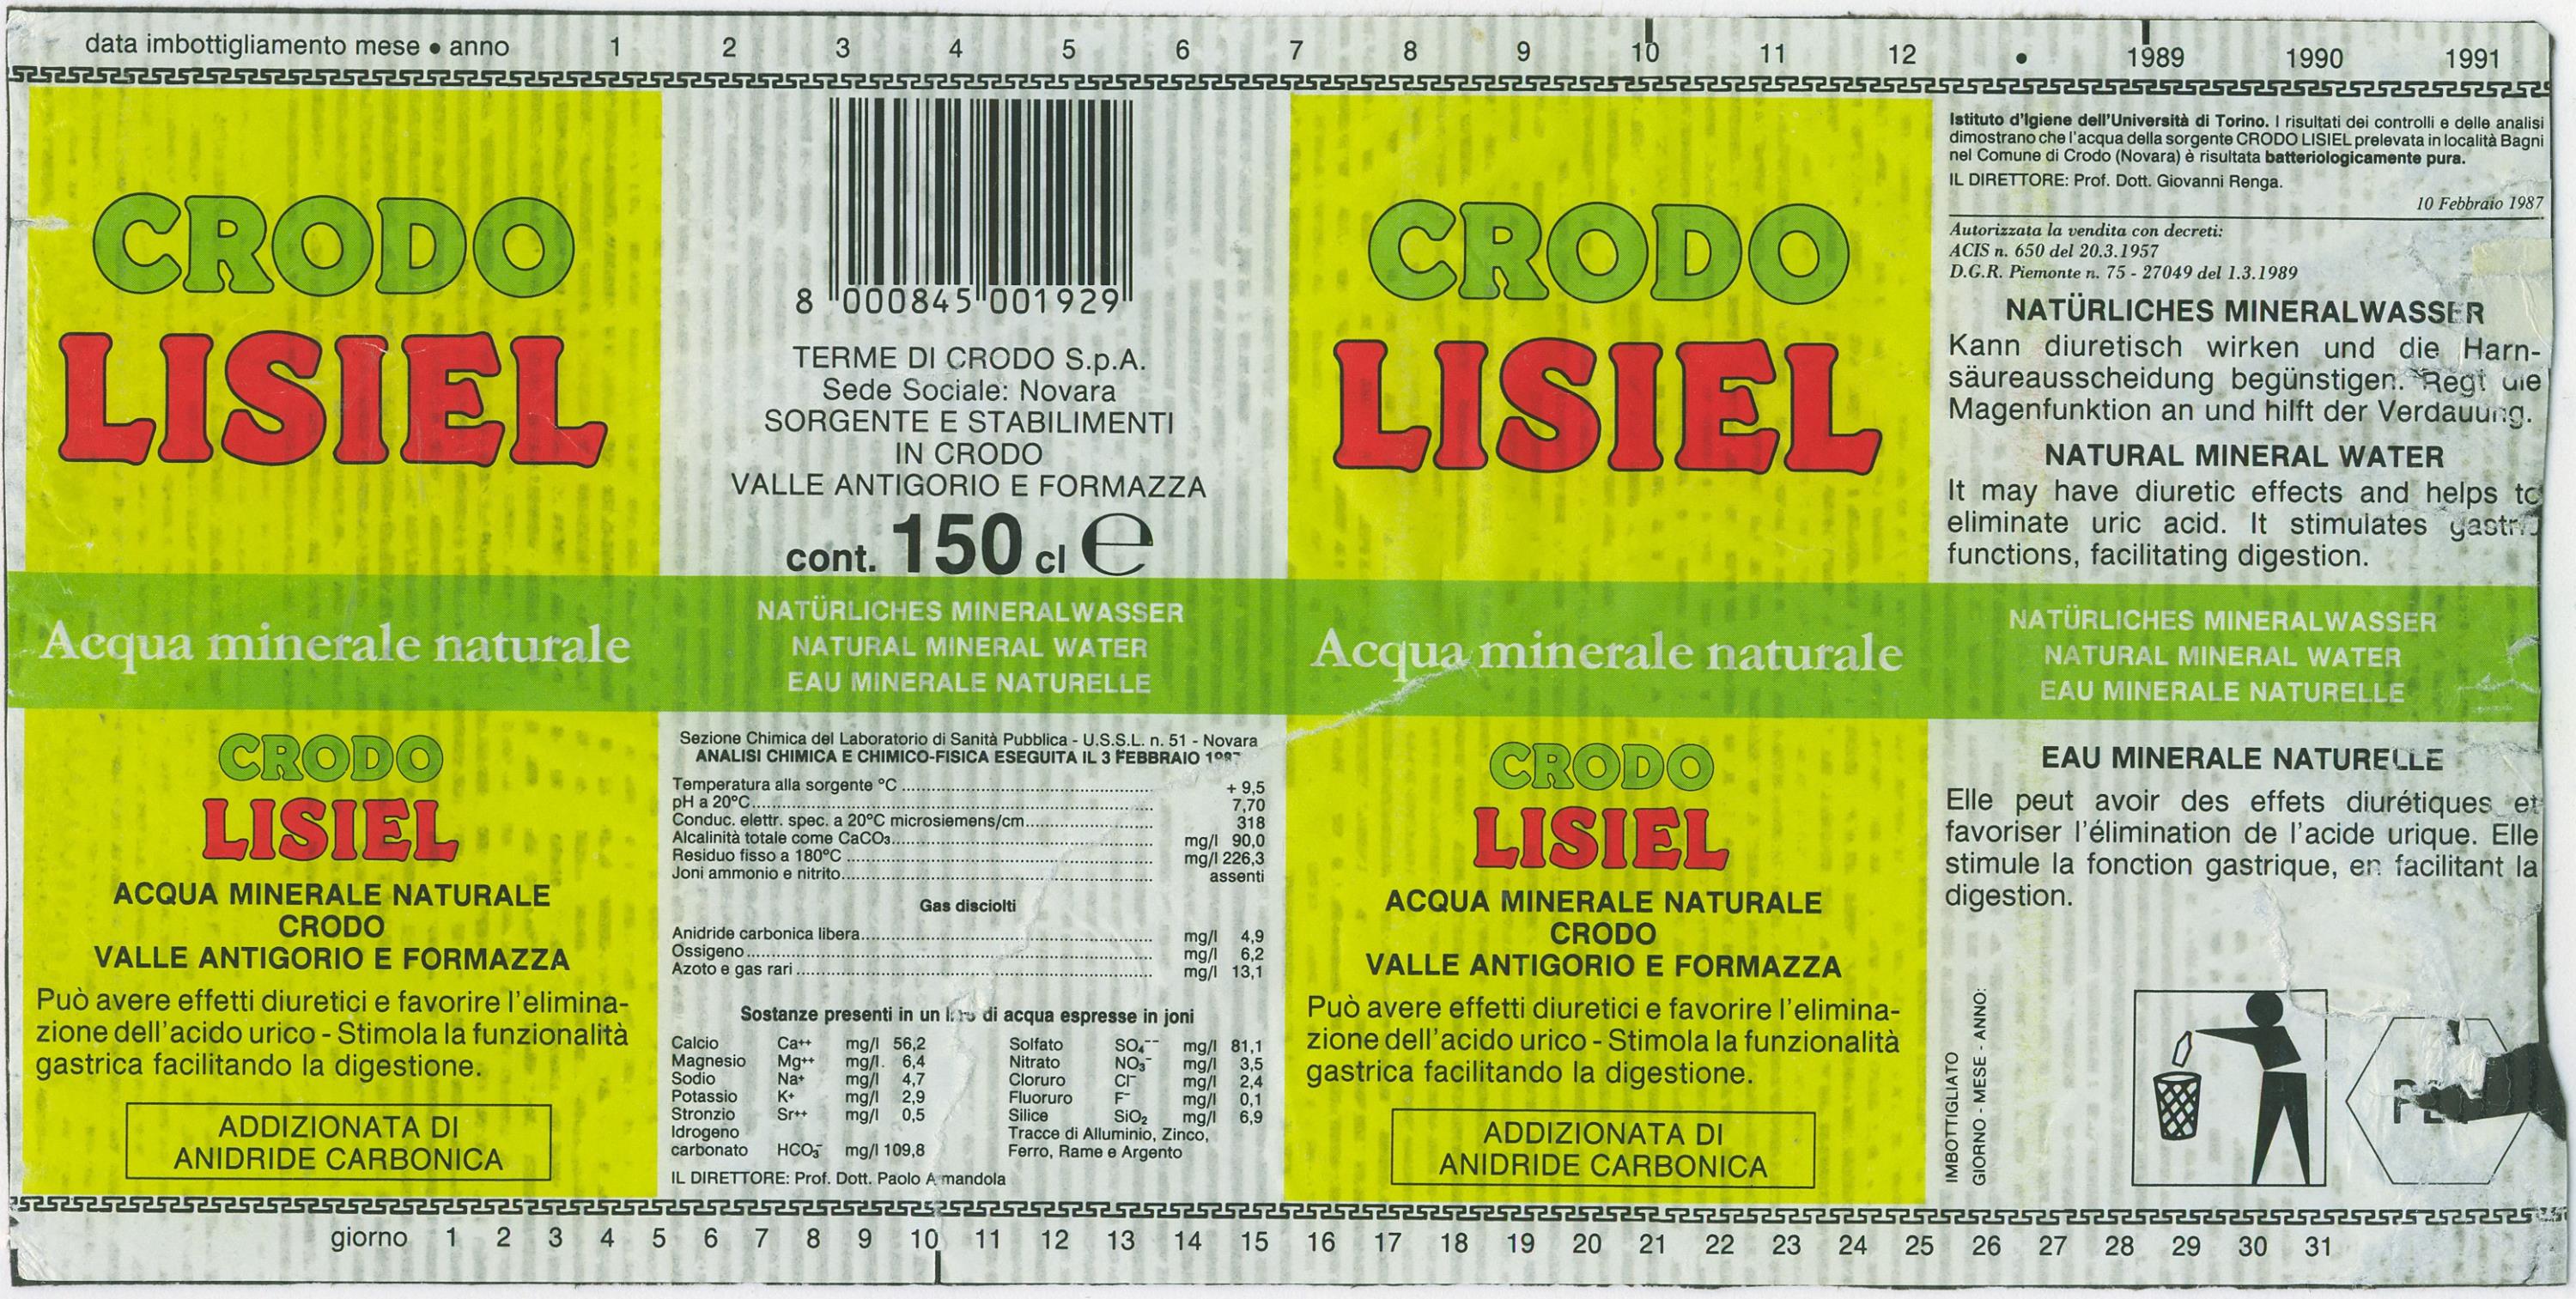 data imbottigliamento mese • anno 1 2 3 4 5 6 7 8 9 10 11 12 • 1989 1990 1991
CRODO
LISIEL
Acqua minerale naturale
CRODO
LISIEL
ACQUA MINERALE NATURALE
CRODO
VALLE ANTIGORIO E FORMAZZA
Può avere effetti diuretici e favorire l'elimina-
zione dell'acido urico - Stimola la funzionalità
gastrica facilitando la digestione.
ADDIZIONATA DI
ANIDRIDE CARBONICA
8 000845 001929
TERME DI CRODO S.p.A.
Sede Sociale: Novara
SORGENTE E STABILIMENTI
IN CRODO
VALLE ANTIGORIO E FORMAZZA
cont. 150 cl e
NATÜRLICHES MINERALWASSER
NATURAL MINERAL WATER
EAU MINERALE NATURELLE
Sezione Chimica del Laboratorio di Sanità Pubblica - U.S.S.L. n. 51 - Novara
ANALISI CHIMICA E CHIMICO-FISICA ESEGUITA IL 3 FEBBRAIO
Temperatura alla sorgente °C + 9,5
pH a 20°C 7,70
Conduc. elettr. spec. a 20°C microsiemens/cm 318
Alcalinità totale come CaCO₃ mg/l 90,0
Residuo fisso a 180°C mg/l 226,3
Joni ammonio e nitrito assenti
Gas disciolti
Anidride carbonica libera mg/l 4,9
Ossigeno mg/l 6,2
Azoto e gas rari mg/l 13,1
Sostanze presenti in un di acqua espresse in joni
Calcio Ca++ mg/l 56,2 Solfato SO₄-- mg/l 81,1
Magnesio Mg++ mg/l. 6,4 Nitrato NO₃- mg/l 3,5
Sodio Na+ mg/l 4,7 Cloruro Cl- mg/l 2,4
Potassio K+ mg/l 2,9 Fluoruro F- mg/l 0,1
Stronzio Sr++ mg/l 0,5 Silice SiO₂ mg/l 6,9
Idrogeno Tracce di Alluminio, Zinco,
carbonato HCO₃- mg/l 109,8 Ferro, Rame e Argento
IL DIRETTORE: Prof. Dott. Paolo Amandola
CRODO
LISIEL
Acqua minerale naturale
CRODO
LISIEL
ACQUA MINERALE NATURALE
CRODO
VALLE ANTIGORIO E FORMAZZA
Può avere effetti diuretici e favorire l'elimina-
zione dell'acido urico - Stimola la funzionalità
gastrica facilitando la digestione.
ADDIZIONATA DI
ANIDRIDE CARBONICA
Istituto d'Igiene dell'Università di Torino. I risultati dei controlli e delle analisi
dimostrano che l'acqua della sorgente CRODO LISIEL prelevata in località Bagni
nel Comune di Crodo (Novara) è risultata batteriologicamente pura.
IL DIRETTORE: Prof. Dott. Giovanni Renga.
10 Febbraio 1987
Autorizzata la vendita con decreti:
ACIS n. 650 del 20.3.1957
D.G.R. Piemonte n. 75 - 27049 del 1.3.1989
NATÜRLICHES MINERALWASSER
Kann diuretisch wirken und die Harn-
säureausscheidung begünstigen. Regt die
Magenfunktion an und hilft der Verdauung.
NATURAL MINERAL WATER
It may have diuretic effects and helps to
eliminate uric acid. It stimulates
functions, facilitating digestion.
NATÜRLICHES MINERALWASSER
NATURAL MINERAL WATER
EAU MINERALE NATURELLE
EAU MINERALE NATURELLE
Elle peut avoir des effets diurétiques et
favoriser l'élimination de l'acide urique. Elle
stimule la fonction gastrique, en facilitant la
digestion.
IMBOTTIGLIATO
GIORNO - MESE - ANNO:
giorno 1 2 3 4 5 6 7 8 9 10 11 12 13 14 15 16 17 18 19 20 21 22 23 24 25 26 27 28 29 30 31